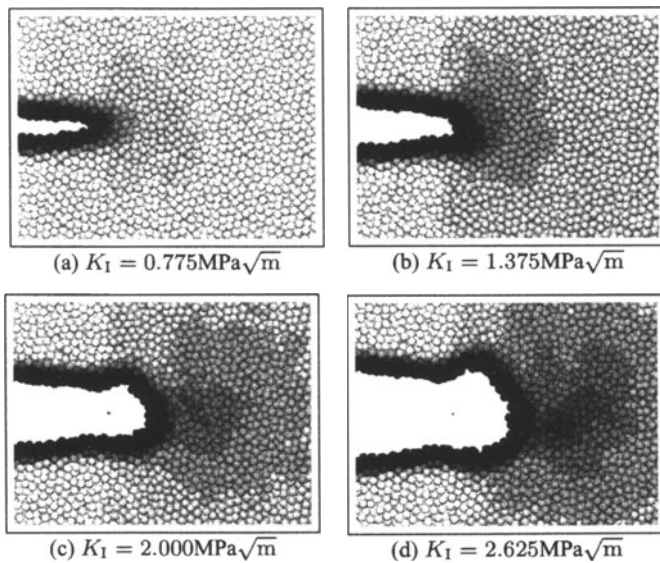 (a) K_I = 0.775MPa√m
(b) K_I = 1.375MPa√m
(c) K_I = 2.000MPa√m
(d) K_I = 2.625MPa√m